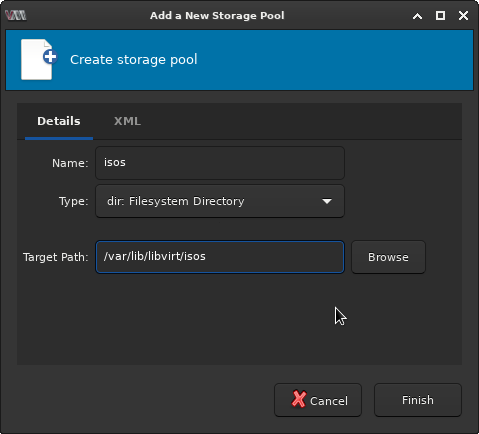 Add a New Storage Pool
Create storage pool
Details XML
Name: isos
Type: dir: Filesystem Directory
Target Path: /var/lib/libvirt/isos Browse
Cancel Finish